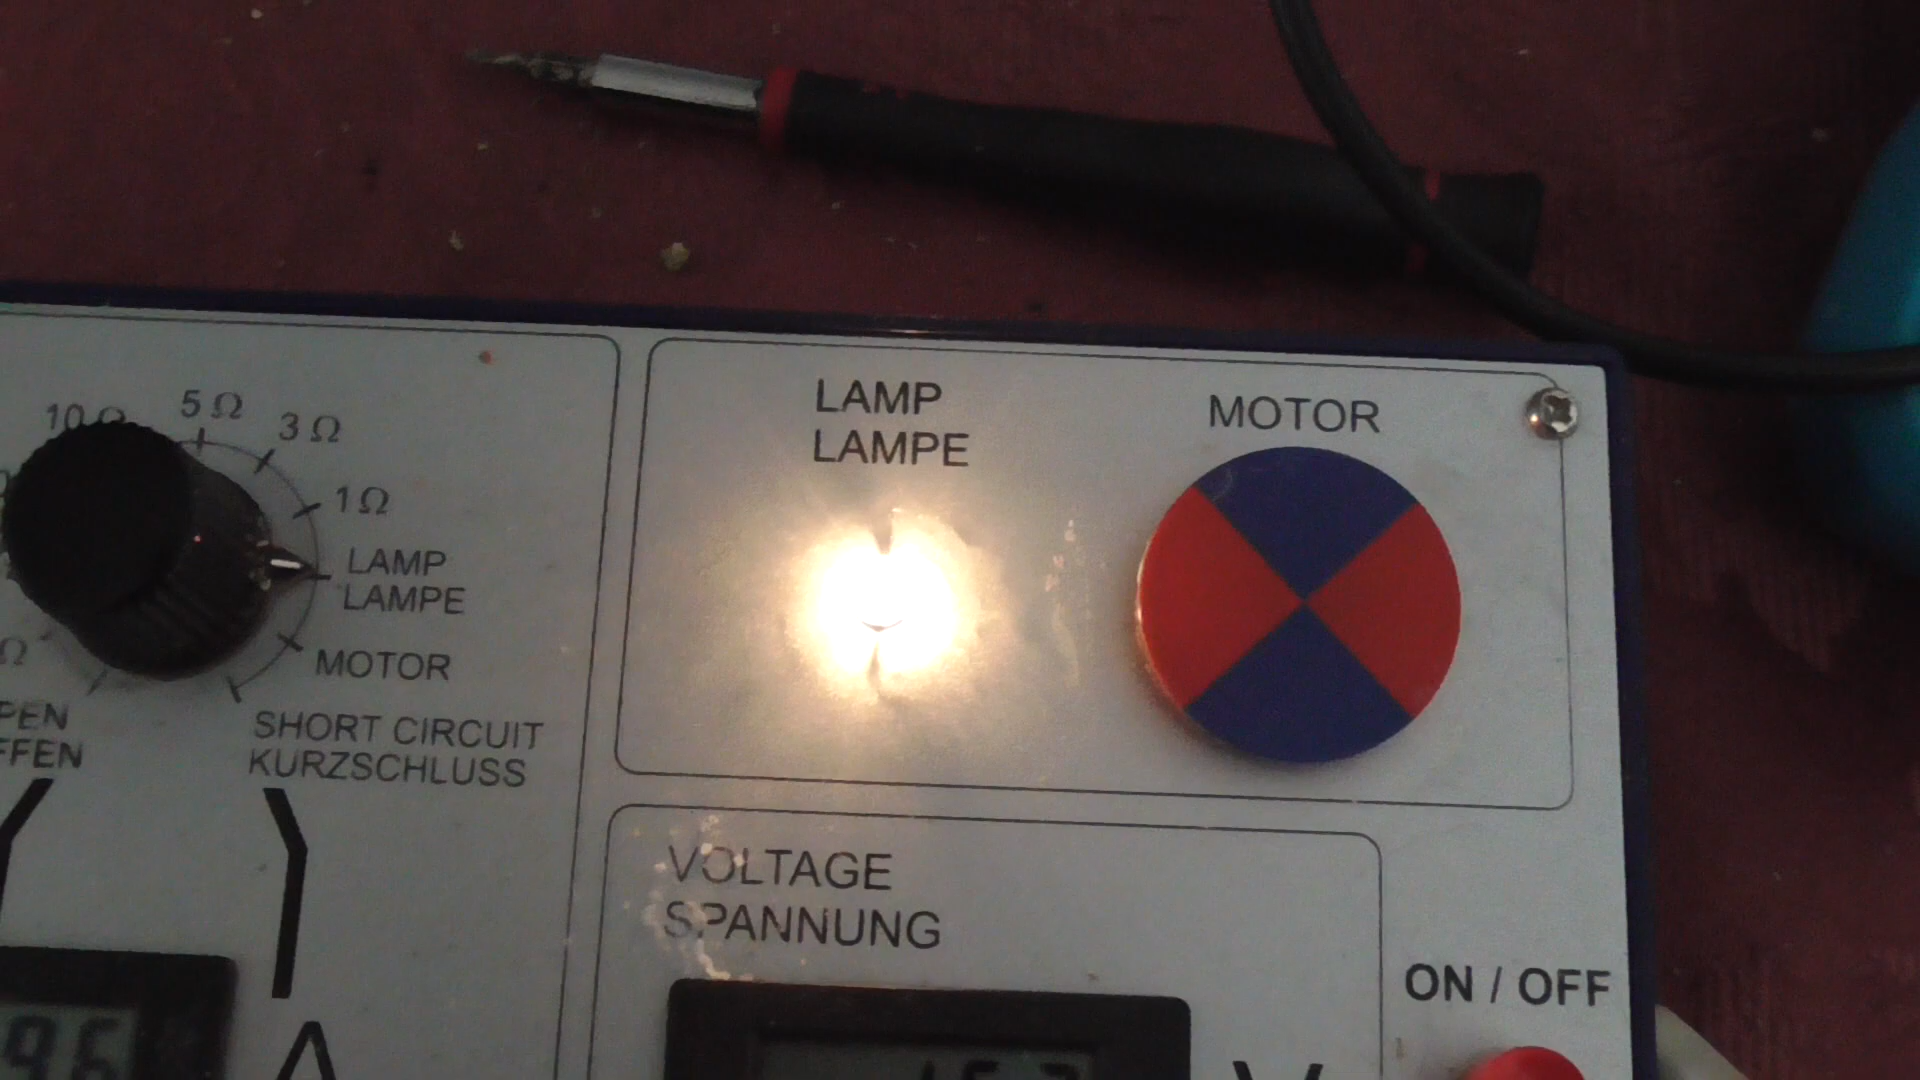 10 Ω
5 Ω
3 Ω
1 Ω
LAMP
LAMPE
MOTOR
SHORT CIRCUIT
KURZSCHLUSS
Ω
LAMP
LAMPE
MOTOR
VOLTAGE
SPANNUNG
ON / OFF
A
V